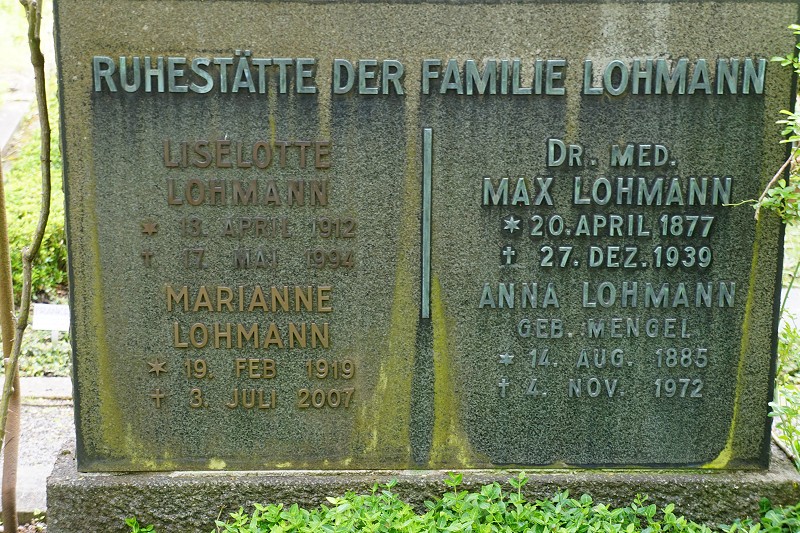 RUHESTÄTTE DER FAMILIE LOHMANN
LISELOTTE
LOHMANN
* 13. APRIL 1912
† 17. MAI 1994
MARIANNE
LOHMANN
* 19. FEB 1919
† 3. JULI 2007
DR. MED.
MAX LOHMANN
* 20. APRIL 1877
† 27. DEZ. 1939
ANNA LOHMANN
GEB. MENGEL
* 14. AUG. 1885
† 4. NOV. 1972